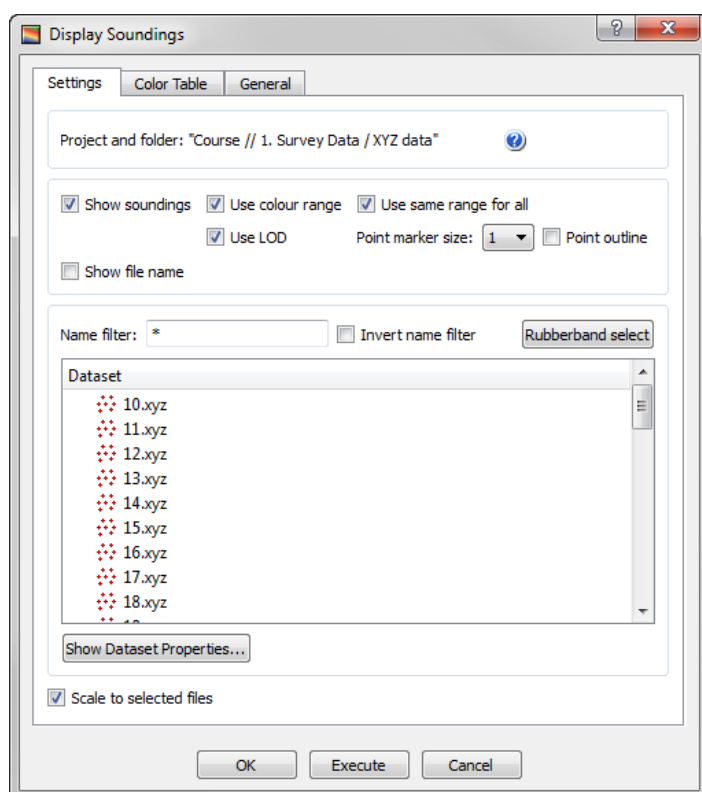 Display Soundings
Settings Color Table General
Project and folder: "Course // 1. Survey Data / XYZ data"
Show soundings Use colour range Use same range for all
Use LOD Point marker size: 1 Point outline
Show file name
Name filter: * Invert name filter Rubberband select
Dataset
10.xyz
11.xyz
12.xyz
13.xyz
14.xyz
15.xyz
16.xyz
17.xyz
18.xyz
Show Dataset Properties...
Scale to selected files
OK Execute Cancel